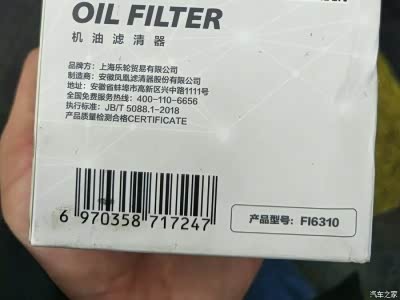 OIL FILTER
机油滤清器
品牌方：上海乐轮贸易有限公司
制造商：安徽凤凰滤清器股份有限公司
地址：安徽省蚌埠市高新区兴中路1111号
全国免费服务热线：400-110-6656
执行标准：JB/T 5088.1-2018
产品质量检测合格CERTIFICATE
6 970358 717247
产品型号：FI6310
汽车之家